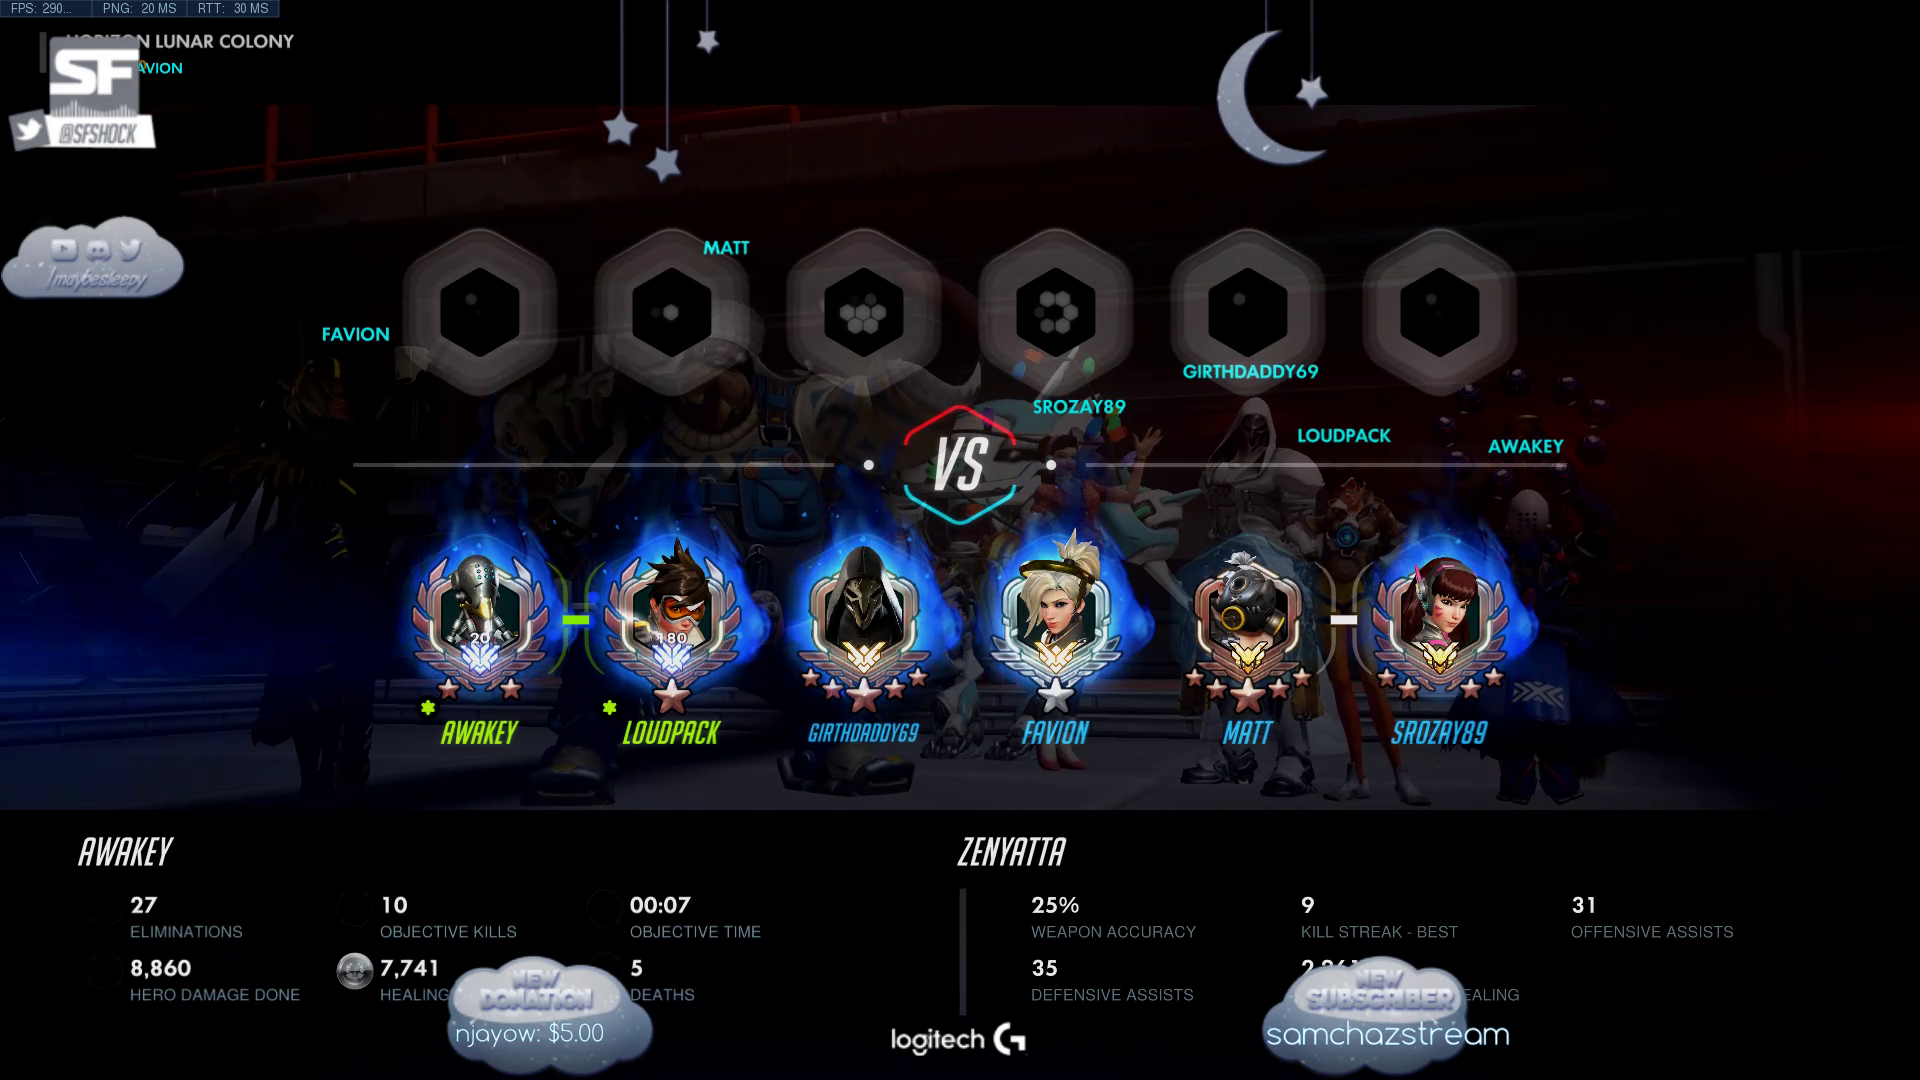 FPS: 290... PNG: 20 MS RTT: 30 MS
HORIZON LUNAR COLONY
AVION
SF
@SFSHOCK
/maybesleepy
MATT
FAVION
GIRTHDADDY69
SROZAY89
LOUDPACK
AWAKEY
VS
20
180
AWAKEY LOUDPACK GIRTHDADDY69 FAVION MATT SROZAY89
AWAKEY
27
ELIMINATIONS
10
OBJECTIVE KILLS
00:07
OBJECTIVE TIME
8,860
HERO DAMAGE DONE
7,741
HEALING
5
DEATHS
ZENYATTA
25%
WEAPON ACCURACY
9
KILL STREAK - BEST
31
OFFENSIVE ASSISTS
35
DEFENSIVE ASSISTS
EALING
NEW
DONATION
njayow: $5.00
logitech G
NEW
SUBSCRIBER
samchazstream